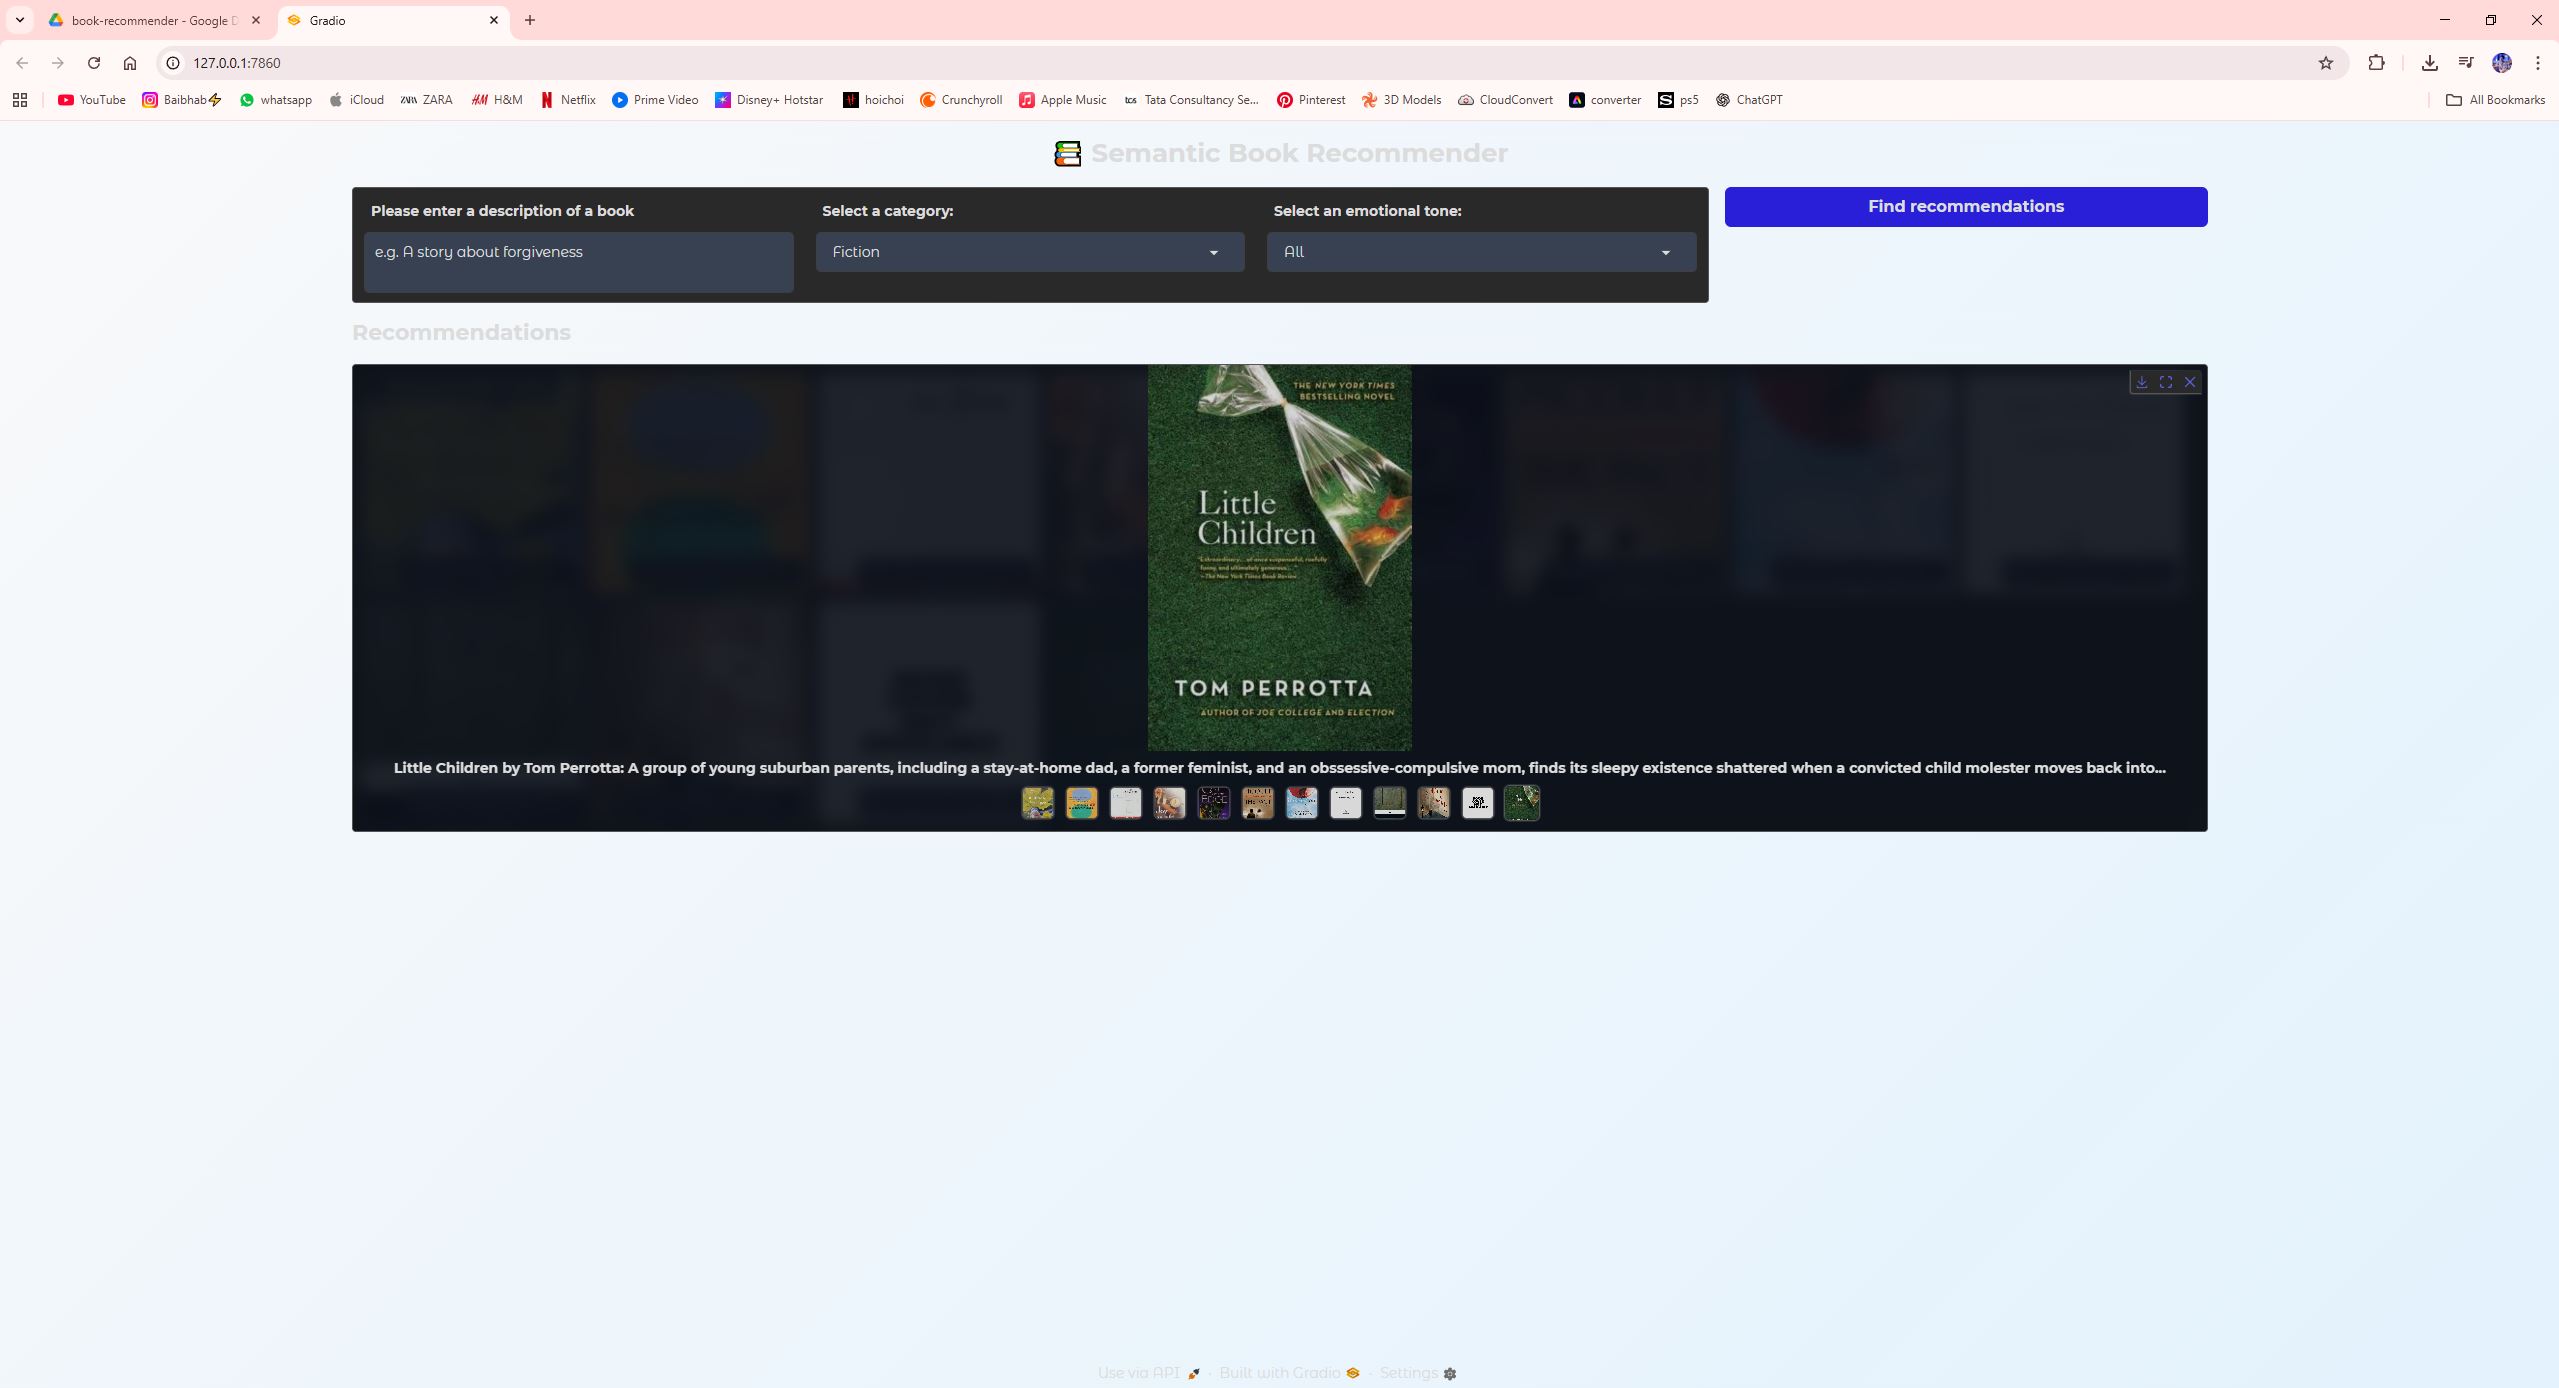 book-recommender - Google D
Gradio
127.0.0.1:7860
YouTube
Baibhab⚡
whatsapp
iCloud
ZARA ZARA
H&M H&M
Netflix
Prime Video
Disney+ Hotstar
hoichoi
Crunchyroll
Apple Music
tcs Tata Consultancy Se...
Pinterest
3D Models
CloudConvert
converter
ps5
ChatGPT
All Bookmarks
📚 Semantic Book Recommender
Please enter a description of a book
e.g. A story about forgiveness
Select a category:
Fiction
Select an emotional tone:
All
Find recommendations
Recommendations
THE NEW YORK TIMES
BESTSELLING NOVEL
Little
Children
"Extraordinary... at once suspenseful, ruefully
funny, and ultimately generous..."
—The New York Times Book Review
TOM PERROTTA
AUTHOR OF JOE COLLEGE AND ELECTION
Little Children by Tom Perrotta: A group of young suburban parents, including a stay-at-home dad, a former feminist, and an obssessive-compulsive mom, finds its sleepy existence shattered when a convicted child molester moves back into...
Use via API 🚀 · Built with Gradio · Settings ⚙️